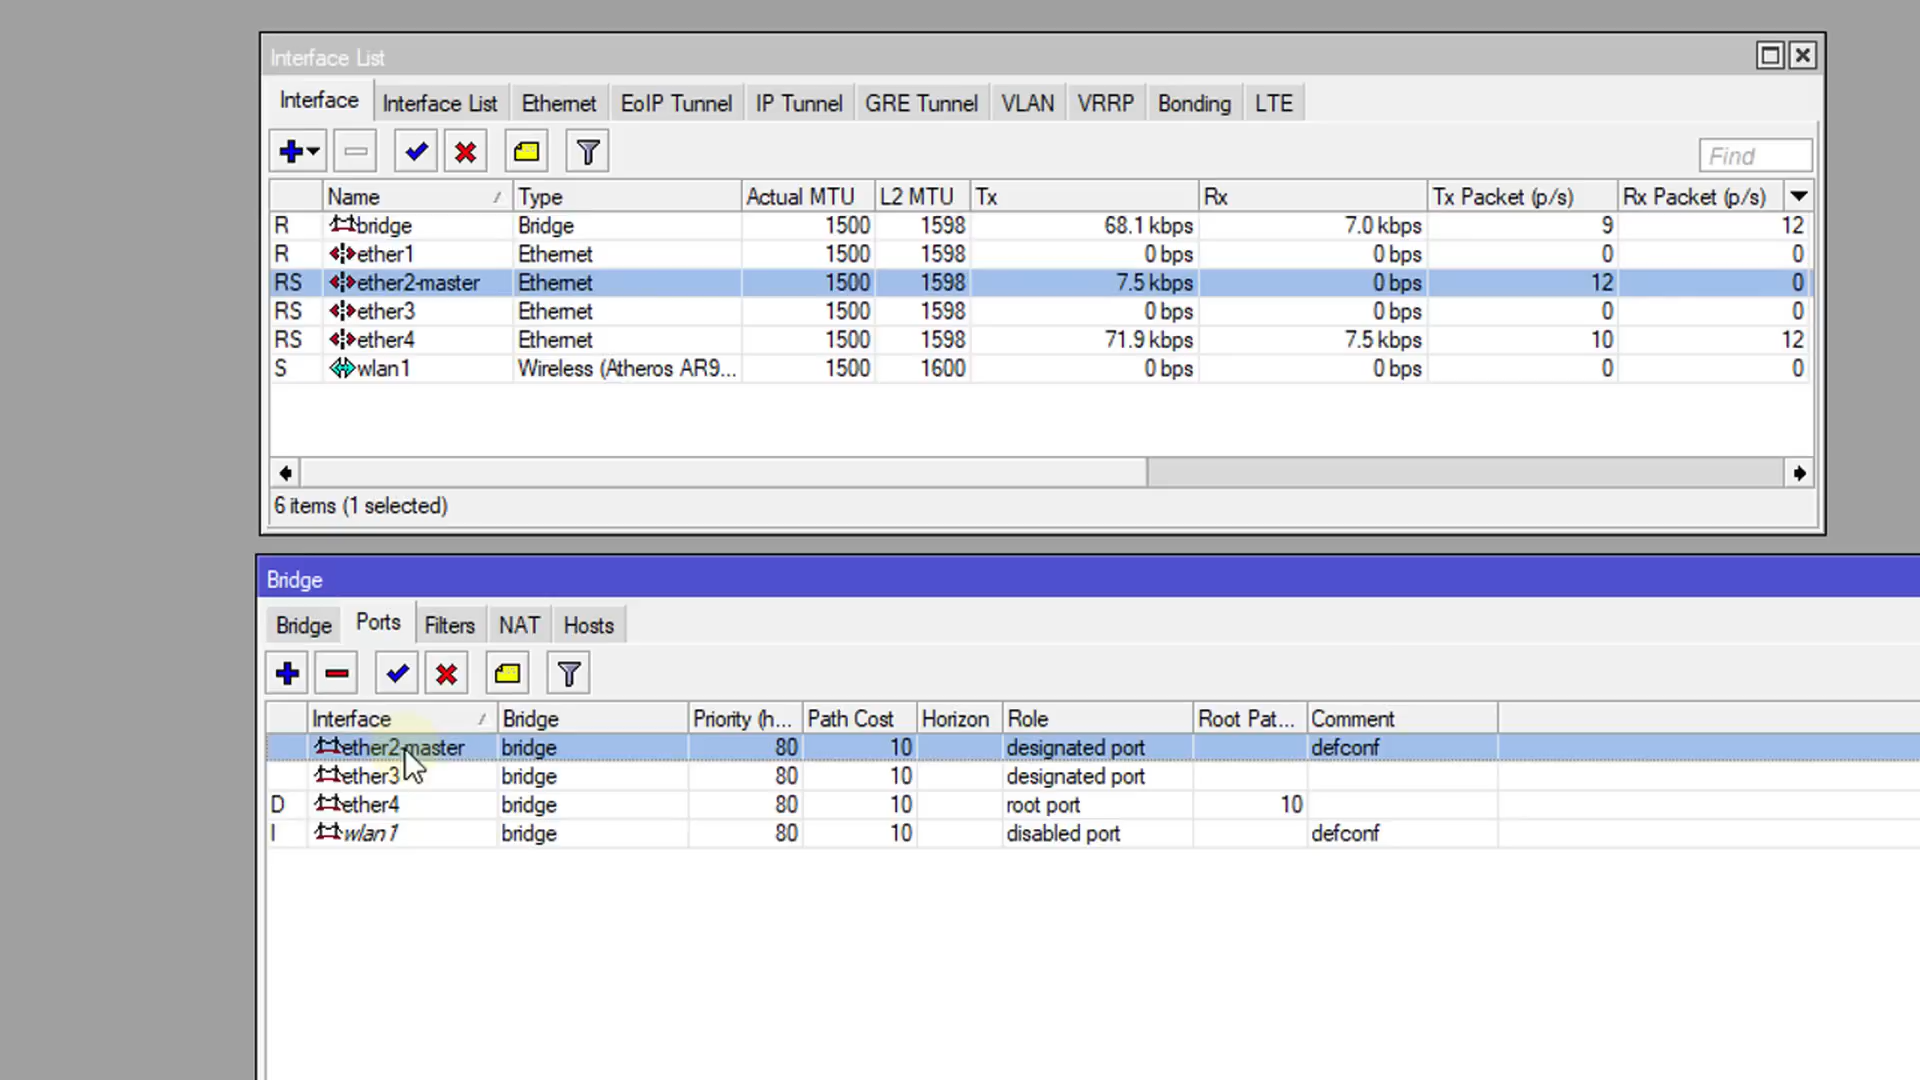 Interface List
Interface Interface List Ethernet EoIP Tunnel IP Tunnel GRE Tunnel VLAN VRRP Bonding LTE
Find
Name / Type Actual MTU L2 MTU Tx Rx Tx Packet (p/s) Rx Packet (p/s)
R bridge Bridge 1500 1598 68.1 kbps 7.0 kbps 9 12
R ether1 Ethernet 1500 1598 0 bps 0 bps 0 0
RS ether2-master Ethernet 1500 1598 7.5 kbps 0 bps 12 0
RS ether3 Ethernet 1500 1598 0 bps 0 bps 0 0
RS ether4 Ethernet 1500 1598 71.9 kbps 7.5 kbps 10 12
S wlan1 Wireless (Atheros AR9... 1500 1600 0 bps 0 bps 0 0
6 items (1 selected)
Bridge
Bridge Ports Filters NAT Hosts
Interface / Bridge Priority (h... Path Cost Horizon Role Root Pat... Comment
ether2-master bridge 80 10 designated port defconf
ether3 bridge 80 10 designated port
D ether4 bridge 80 10 root port 10
I wlan1 bridge 80 10 disabled port defconf